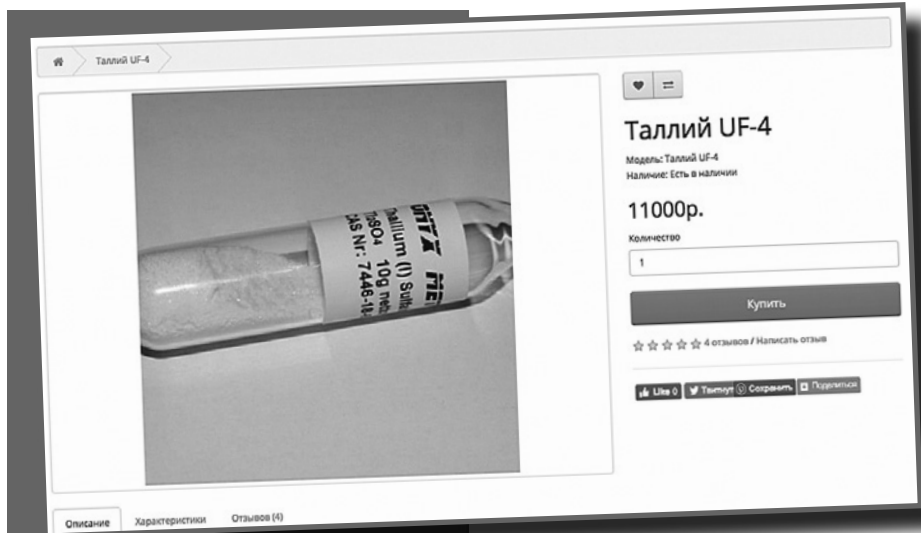 Таллий UF-4
Таллий UF-4
Модель: Таллий UF-4
Наличие: Есть в наличии
11000р.
Количество
1
Купить
4 отзывов / Написать отзыв
Like 0
Твитнут
Сохранить
Поделиться
Thallium (I) Sulf
Tl2SO4 10g net
CAS Nr: 7446-18-
Описание
Характеристики
Отзывов (4)